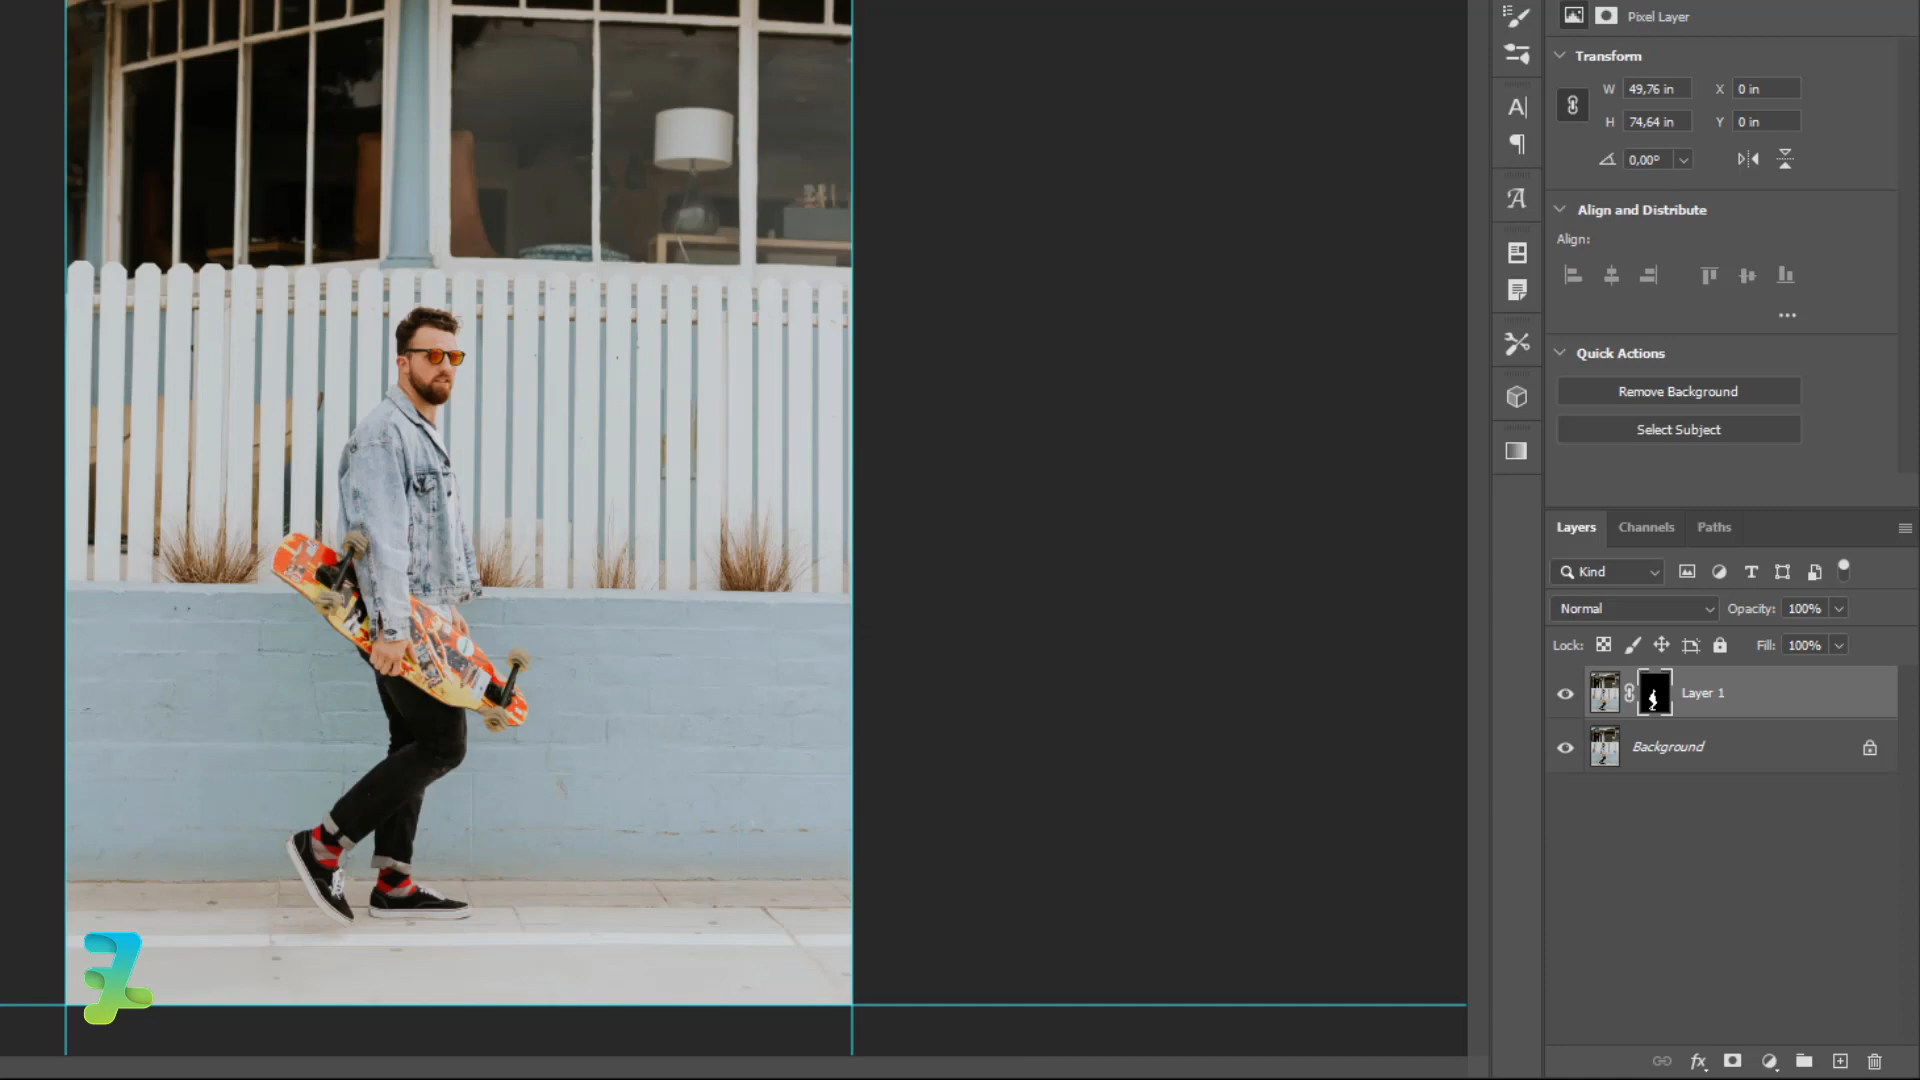 Pixel Layer
Transform
W 49,76 in X 0 in
H 74,64 in Y 0 in
0,00°
Align and Distribute
Align:
Quick Actions
Remove Background
Select Subject
Layers Channels Paths
Kind
Normal Opacity: 100%
Lock: Fill: 100%
Layer 1
Background